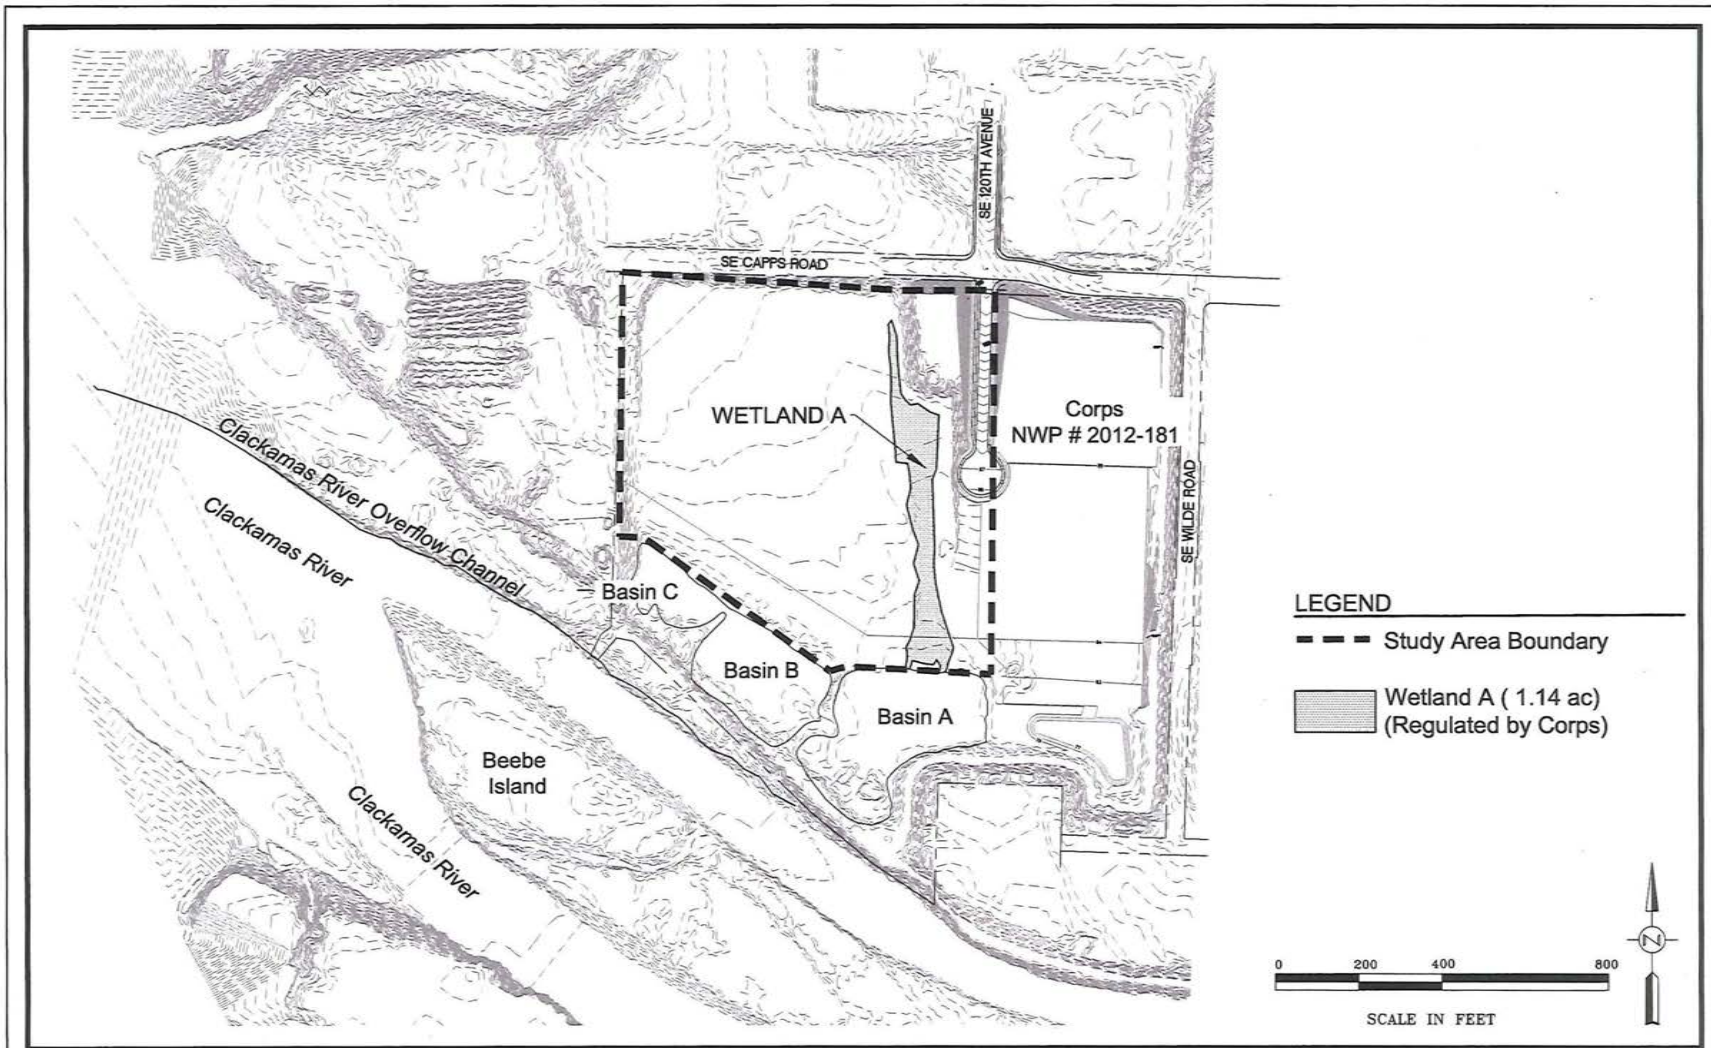 SE 120TH AVENUE
SE CAPPS ROAD
WETLAND A
Corps
NWP # 2012-181
SE WILDE ROAD
Clackamas River Overflow Channel
Clackamas River
Basin C
Basin B
Basin A
Beebe
Island
Clackamas River
LEGEND
Study Area Boundary
Wetland A ( 1.14 ac)
(Regulated by Corps)
Z
0 200 400 800
SCALE IN FEET